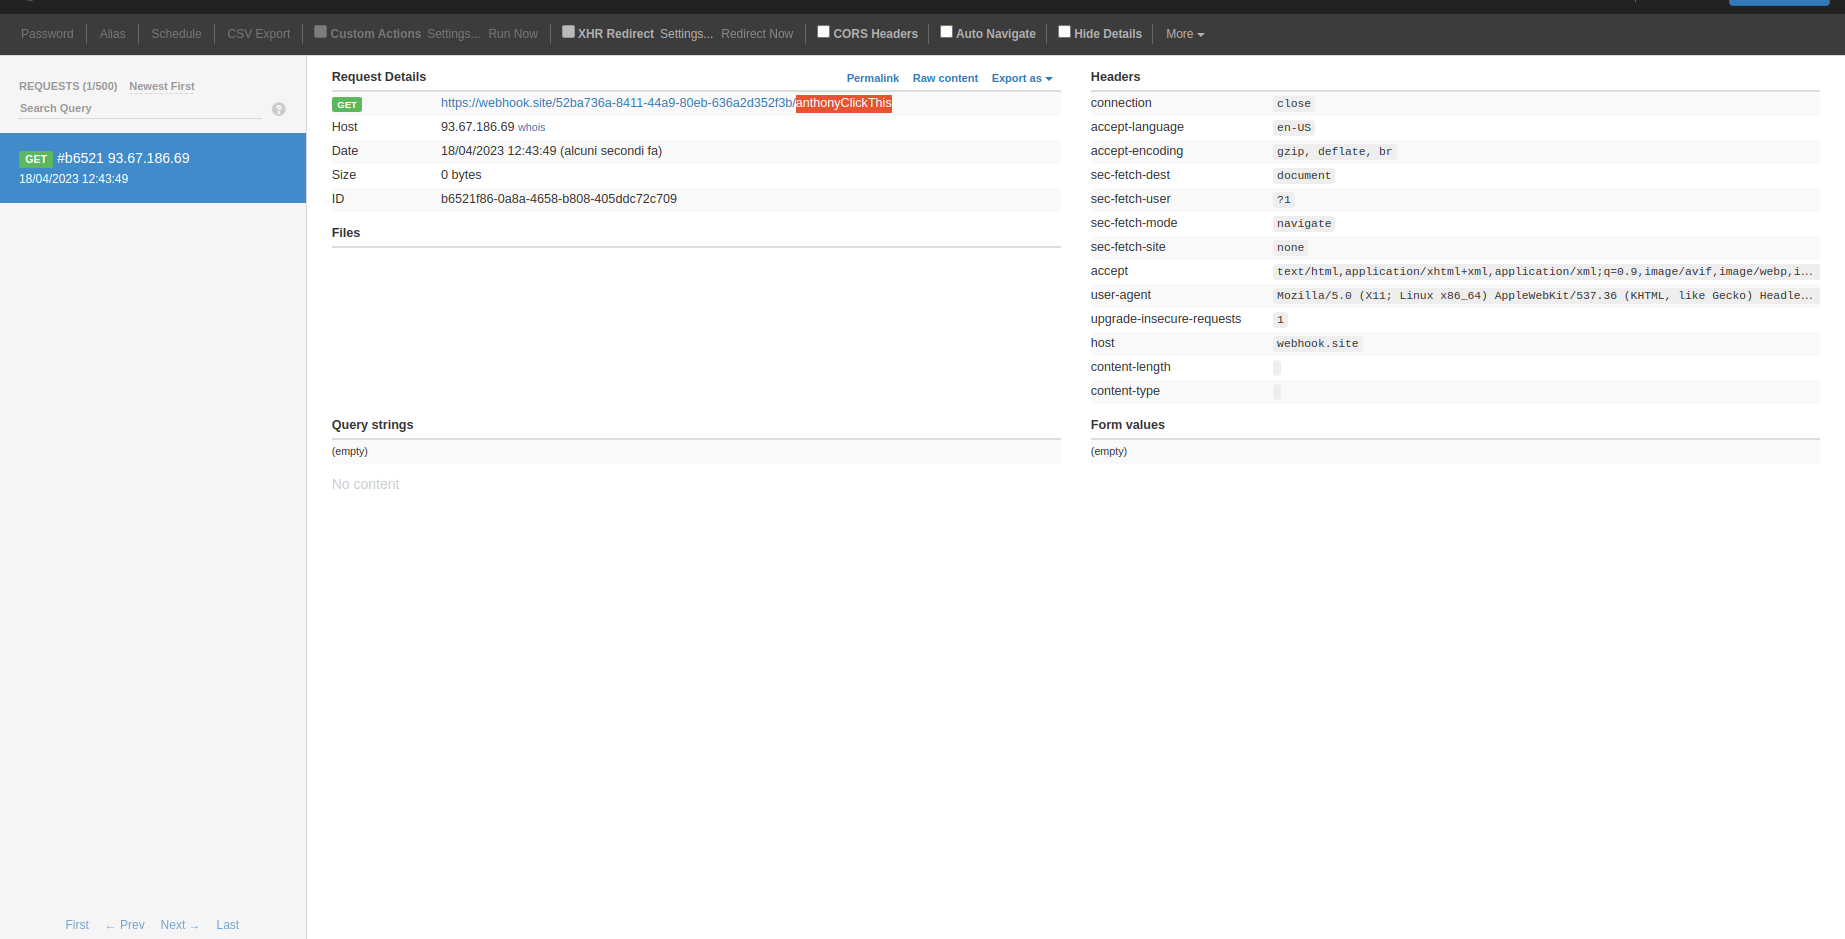 Password Alias Schedule CSV Export Custom Actions Settings... Run Now XHR Redirect Settings... Redirect Now CORS Headers Auto Navigate Hide Details More
REQUESTS (1/500) Newest First
Search Query ?
GET #b6521 93.67.186.69
18/04/2023 12:43:49
First ← Prev Next → Last
Request Details Permalink Raw content Export as
GET https://webhook.site/52ba736a-8411-44a9-80eb-636a2d352f3b/anthonyClickThis
Host 93.67.186.69 whois
Date 18/04/2023 12:43:49 (alcuni secondi fa)
Size 0 bytes
ID b6521f86-0a8a-4658-b808-405ddc72c709
Files
Headers
connection close
accept-language en-US
accept-encoding gzip, deflate, br
sec-fetch-dest document
sec-fetch-user ?1
sec-fetch-mode navigate
sec-fetch-site none
accept text/html,application/xhtml+xml,application/xml;q=0.9,image/avif,image/webp,i...
user-agent Mozilla/5.0 (X11; Linux x86_64) AppleWebKit/537.36 (KHTML, like Gecko) Headle...
upgrade-insecure-requests 1
host webhook.site
content-length
content-type
Query strings
(empty)
No content
Form values
(empty)